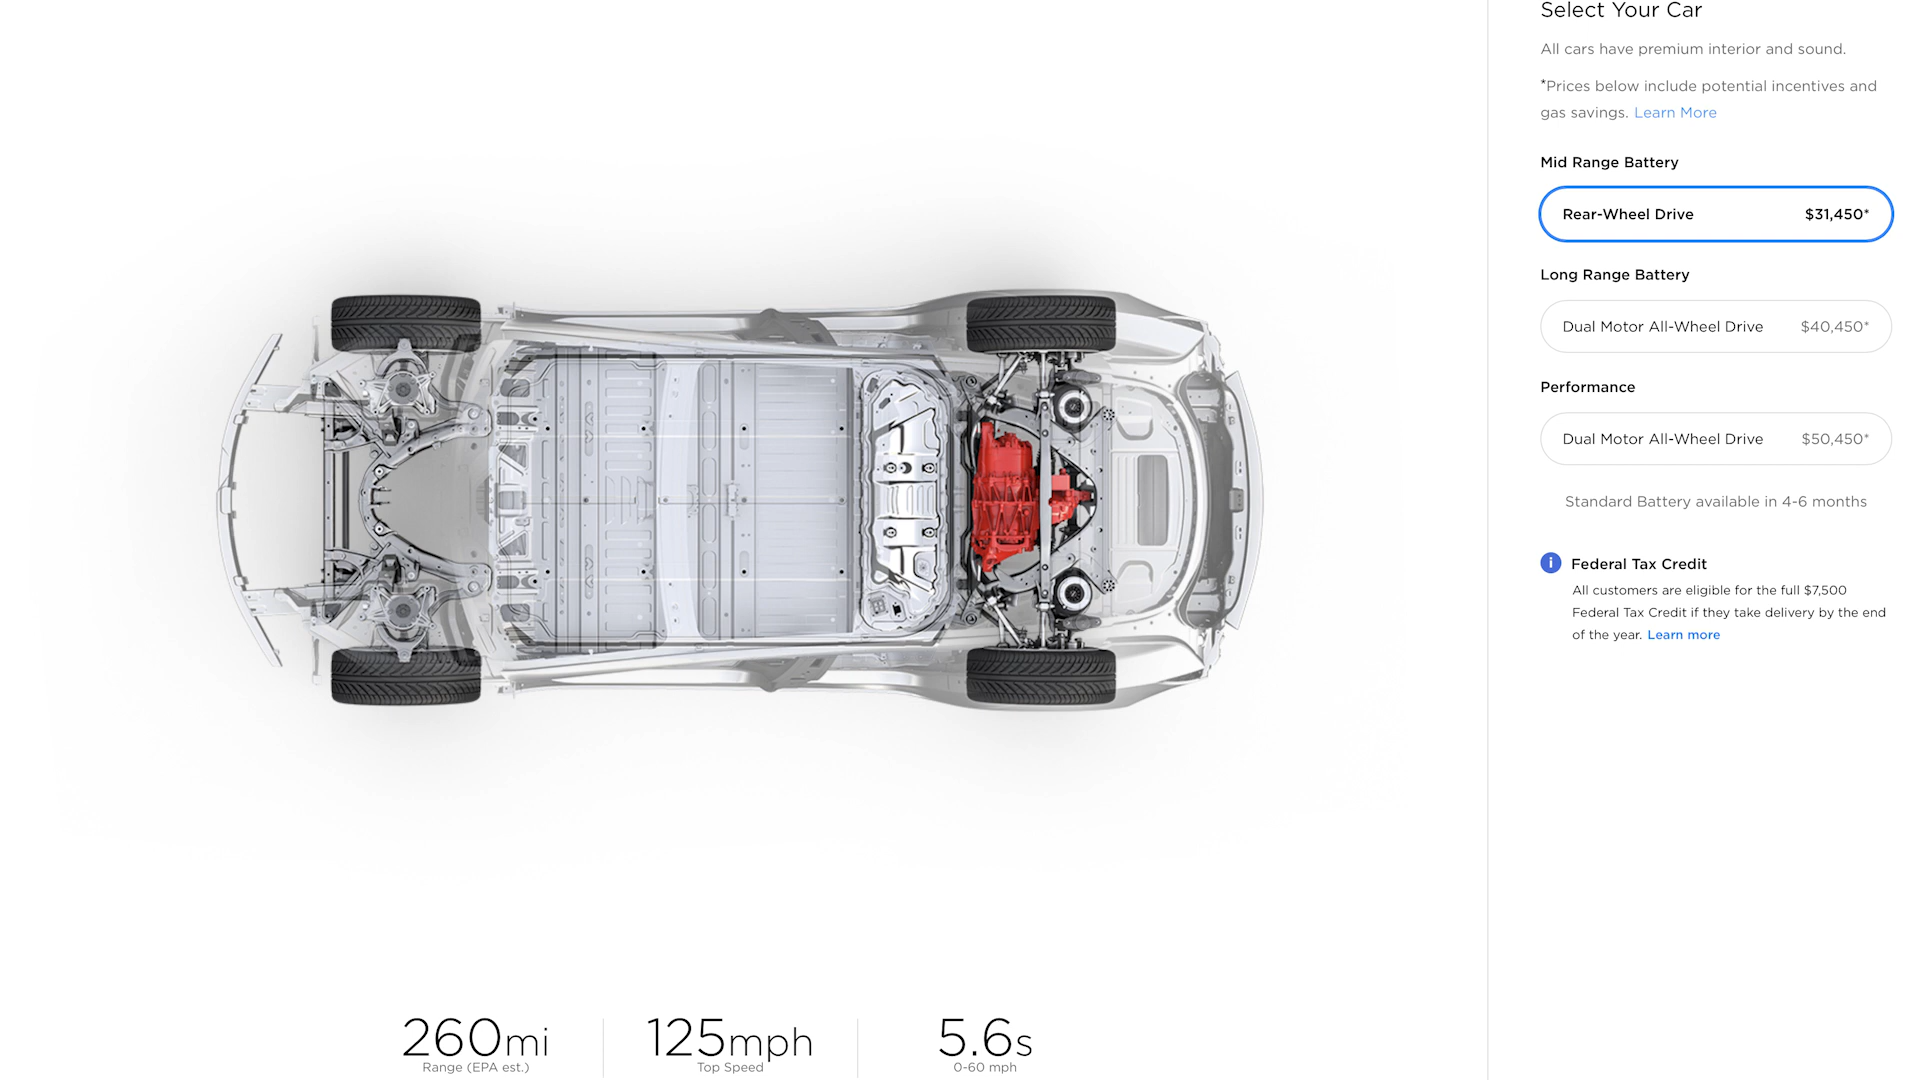 Select Your Car
All cars have premium interior and sound.
*Prices below include potential incentives and
gas savings. Learn More
Mid Range Battery
Rear-Wheel Drive $31,450*
Long Range Battery
Dual Motor All-Wheel Drive $40,450*
Performance
Dual Motor All-Wheel Drive $50,450*
Standard Battery available in 4-6 months
i Federal Tax Credit
All customers are eligible for the full $7,500
Federal Tax Credit if they take delivery by the end
of the year. Learn more
260mi 125mph 5.6s
Range (EPA est.) Top Speed 0-60 mph